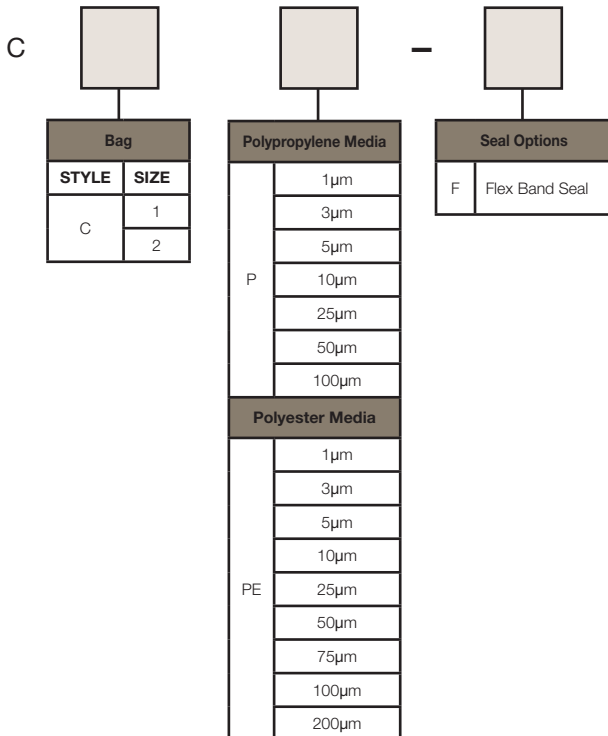 C –
Bag
STYLE SIZE
C
1
2
Polypropylene Media
P
1µm
3µm
5µm
10µm
25µm
50µm
100µm
Polyester Media
PE
1µm
3µm
5µm
10µm
25µm
50µm
75µm
100µm
200µm
Seal Options
F Flex Band Seal